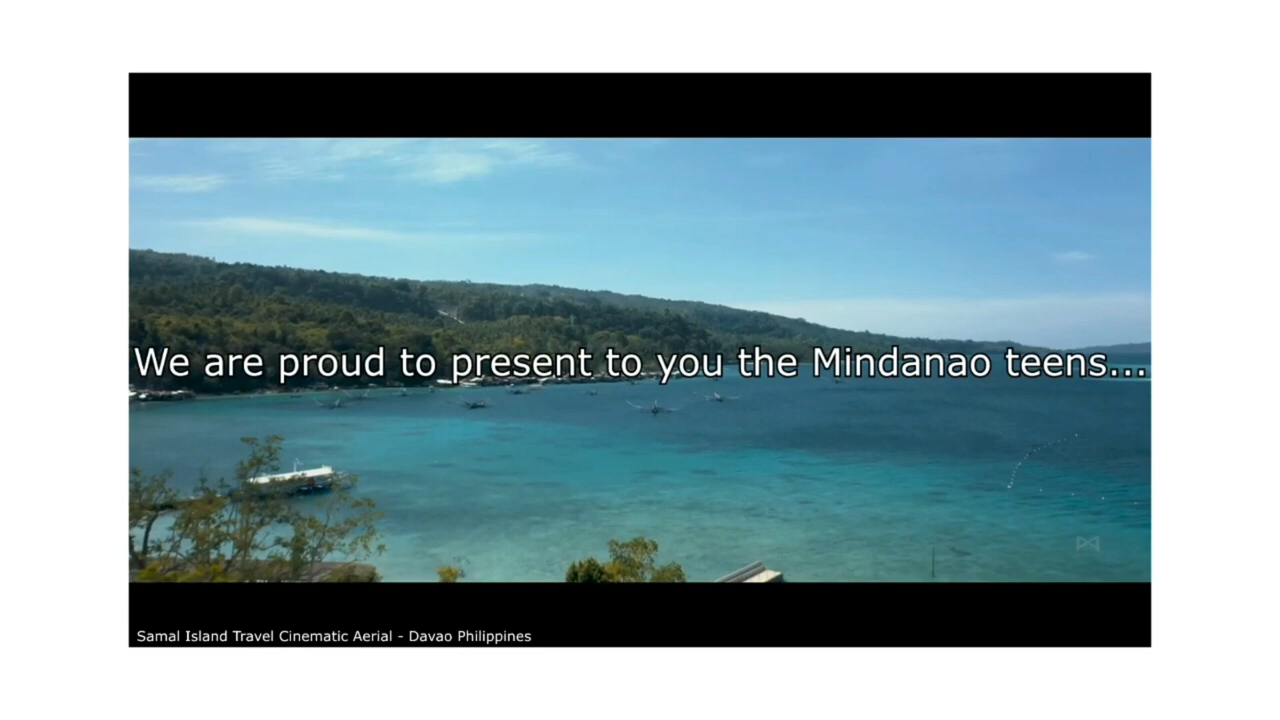 We are proud to present to you the Mindanao teens...
Samal Island Travel Cinematic Aerial - Davao Philippines